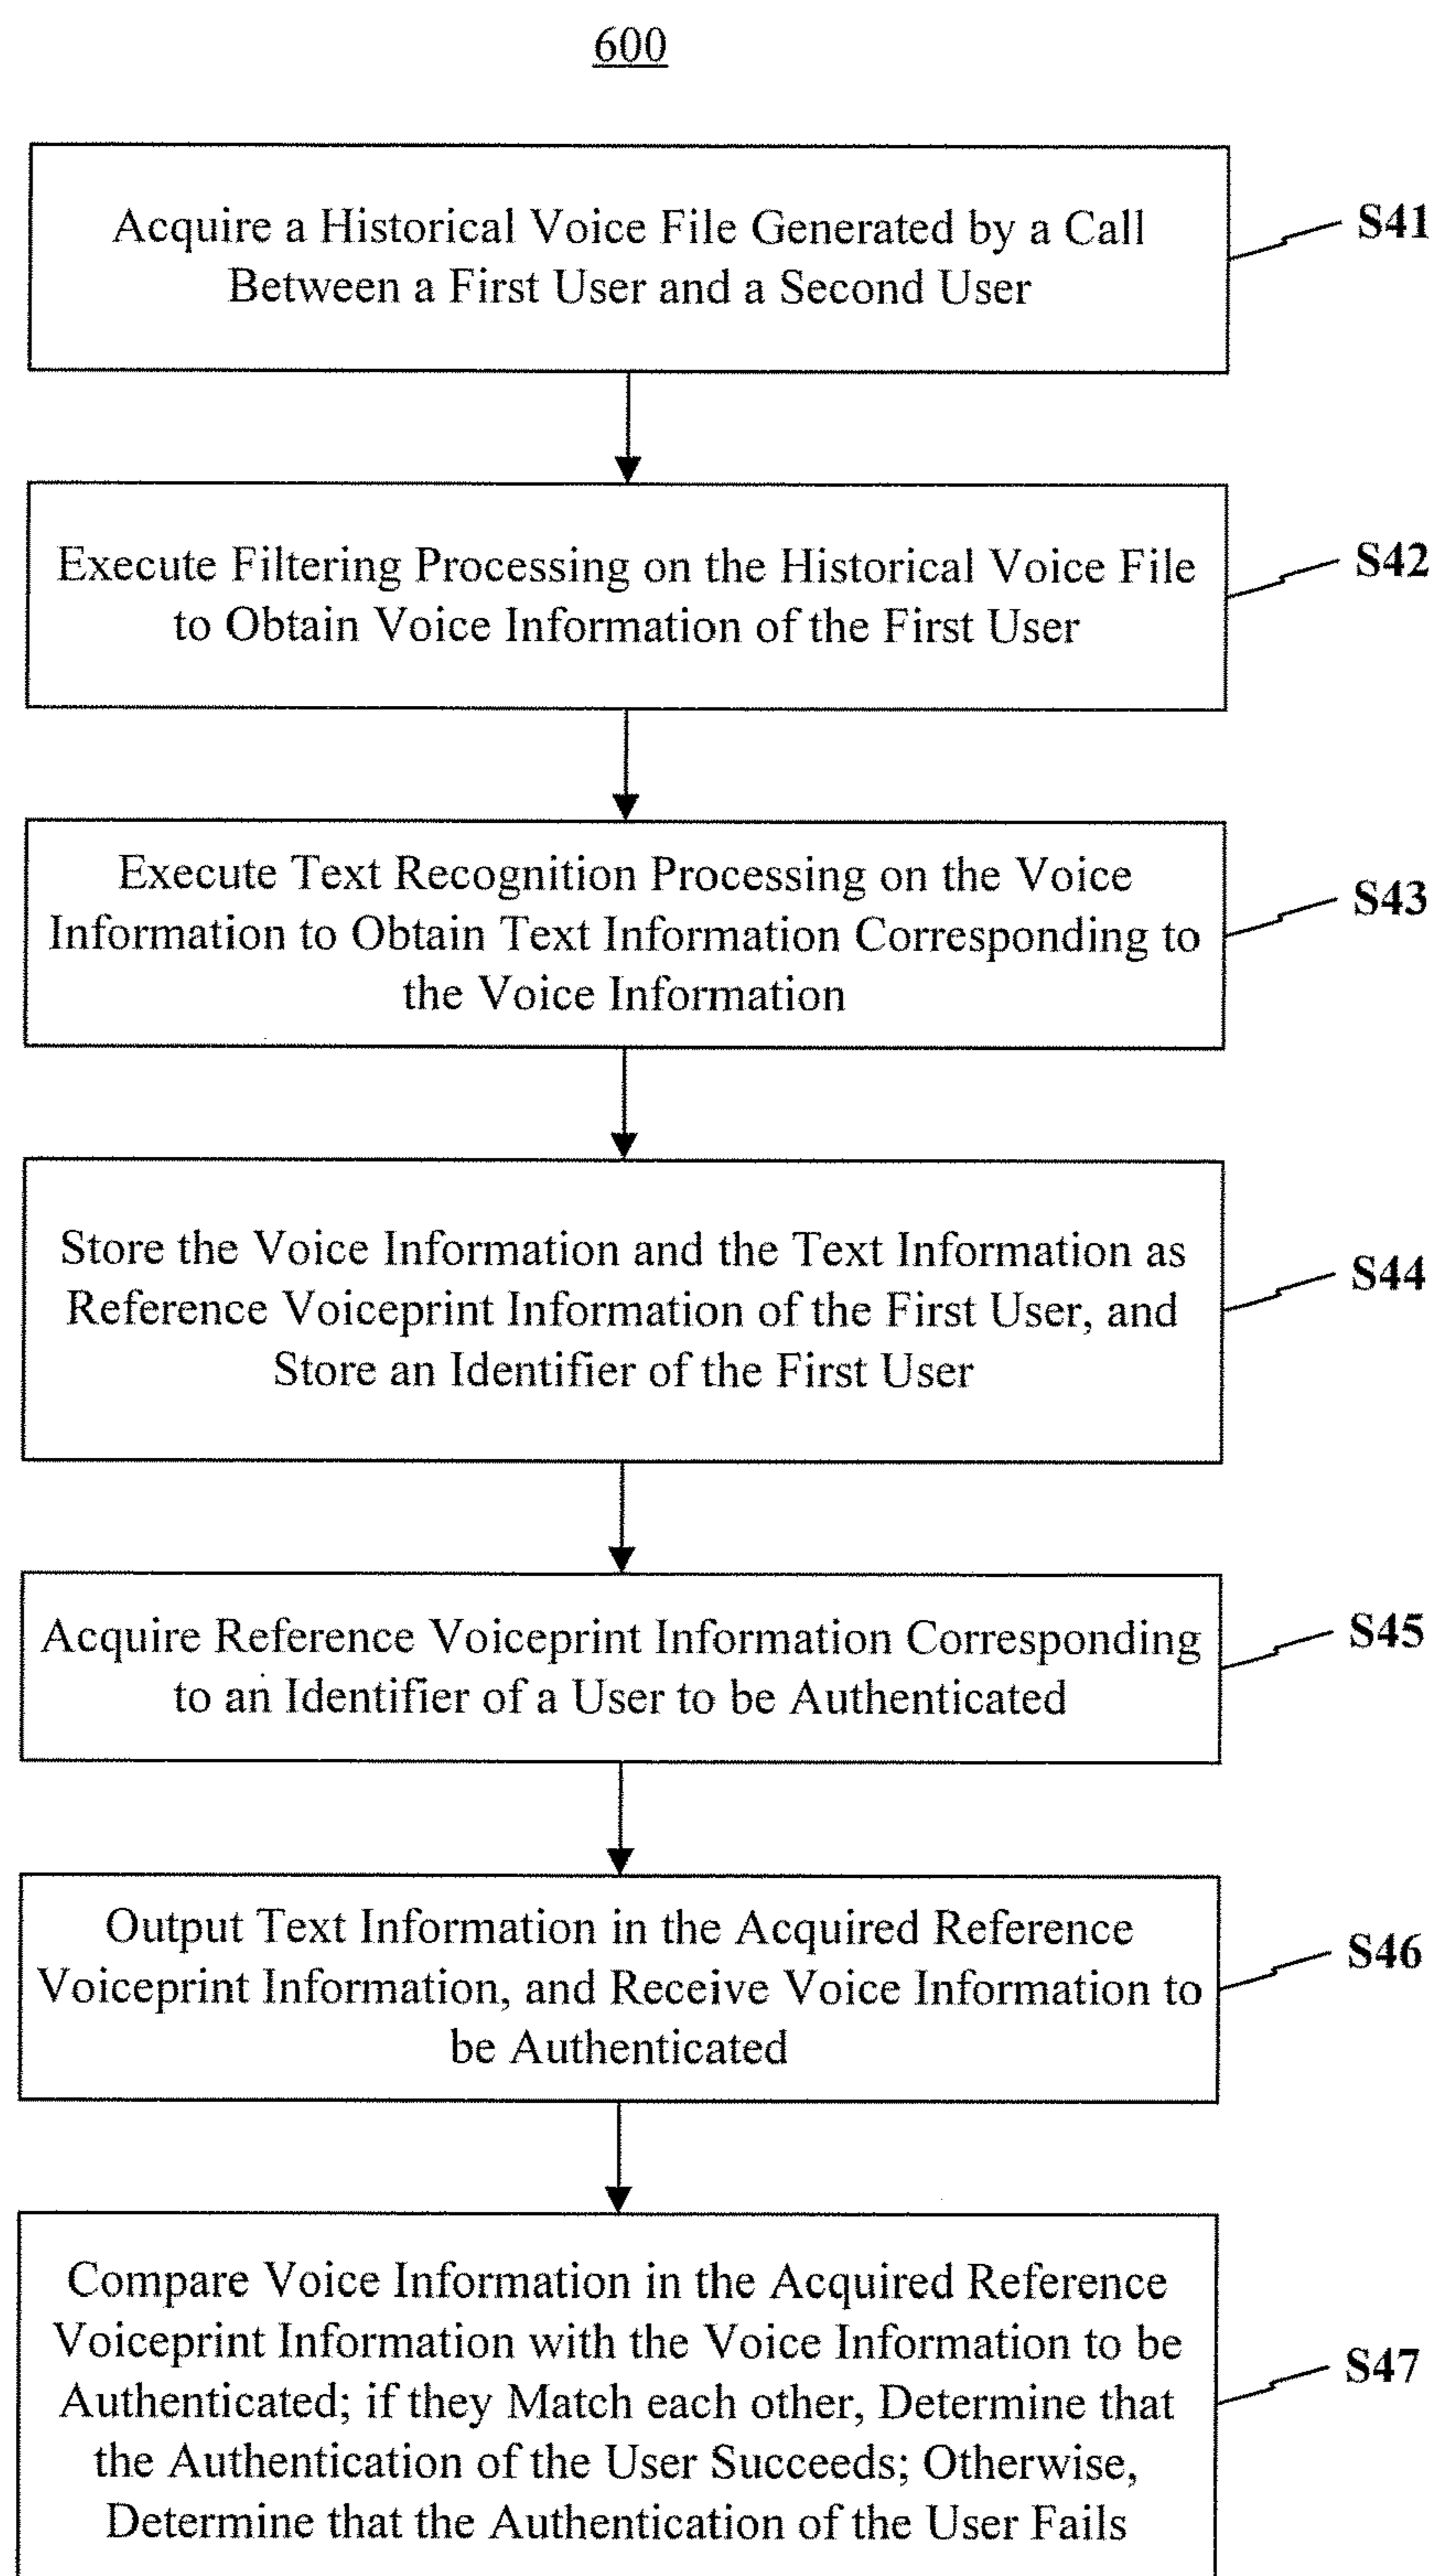 600
Acquire a Historical Voice File Generated by a Call
Between a First User and a Second User
S41
Execute Filtering Processing on the Historical Voice File
to Obtain Voice Information of the First User
S42
Execute Text Recognition Processing on the Voice
Information to Obtain Text Information Corresponding to
the Voice Information
S43
Store the Voice Information and the Text Information as
Reference Voiceprint Information of the First User, and
Store an Identifier of the First User
S44
Acquire Reference Voiceprint Information Corresponding
to an Identifier of a User to be Authenticated
S45
Output Text Information in the Acquired Reference
Voiceprint Information, and Receive Voice Information to
be Authenticated
S46
Compare Voice Information in the Acquired Reference
Voiceprint Information with the Voice Information to be
Authenticated; if they Match each other, Determine that
the Authentication of the User Succeeds; Otherwise,
Determine that the Authentication of the User Fails
S47